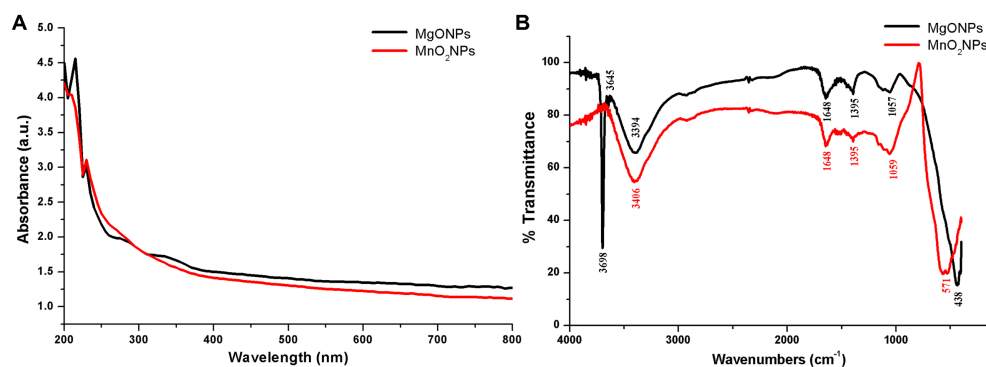 A
MgONPs
MnO2NPs
Absorbance (a.u.)
5.0
4.5
4.0
3.5
3.0
2.5
2.0
1.5
1.0
200 300 400 500 600 700 800
Wavelength (nm)
B
MgONPs
MnO2NPs
% Transmittance
100
80
60
40
20
0
3645
3394
1648
1395
1057
3406
1648
1395
1059
3698
571
438
4000 3000 2000 1000
Wavenumbers (cm-1)